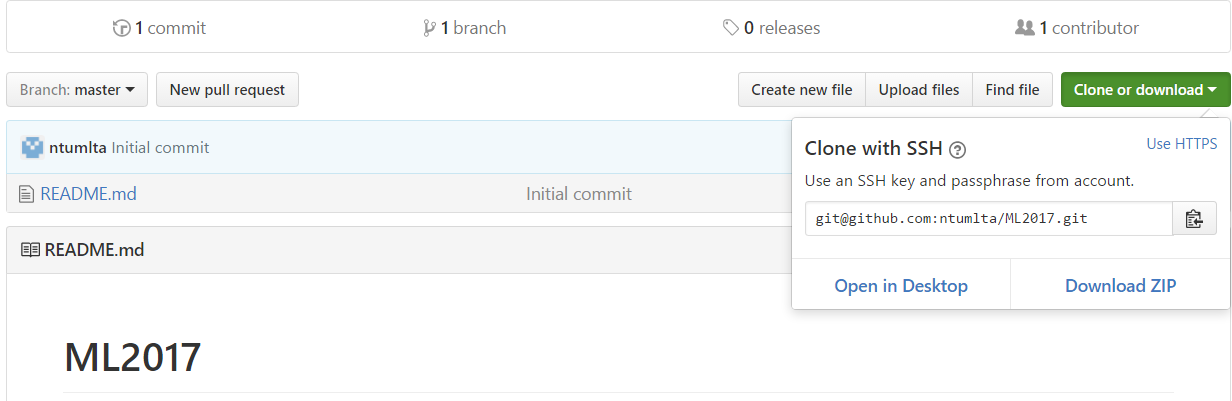 1 commit 1 branch 0 releases 1 contributor
Branch: master New pull request Create new file Upload files Find file Clone or download
ntumlta Initial commit
Clone with SSH ? Use HTTPS
Use an SSH key and passphrase from account.
README.md Initial commit
git@github.com:ntumlta/ML2017.git
README.md
Open in Desktop Download ZIP
ML2017